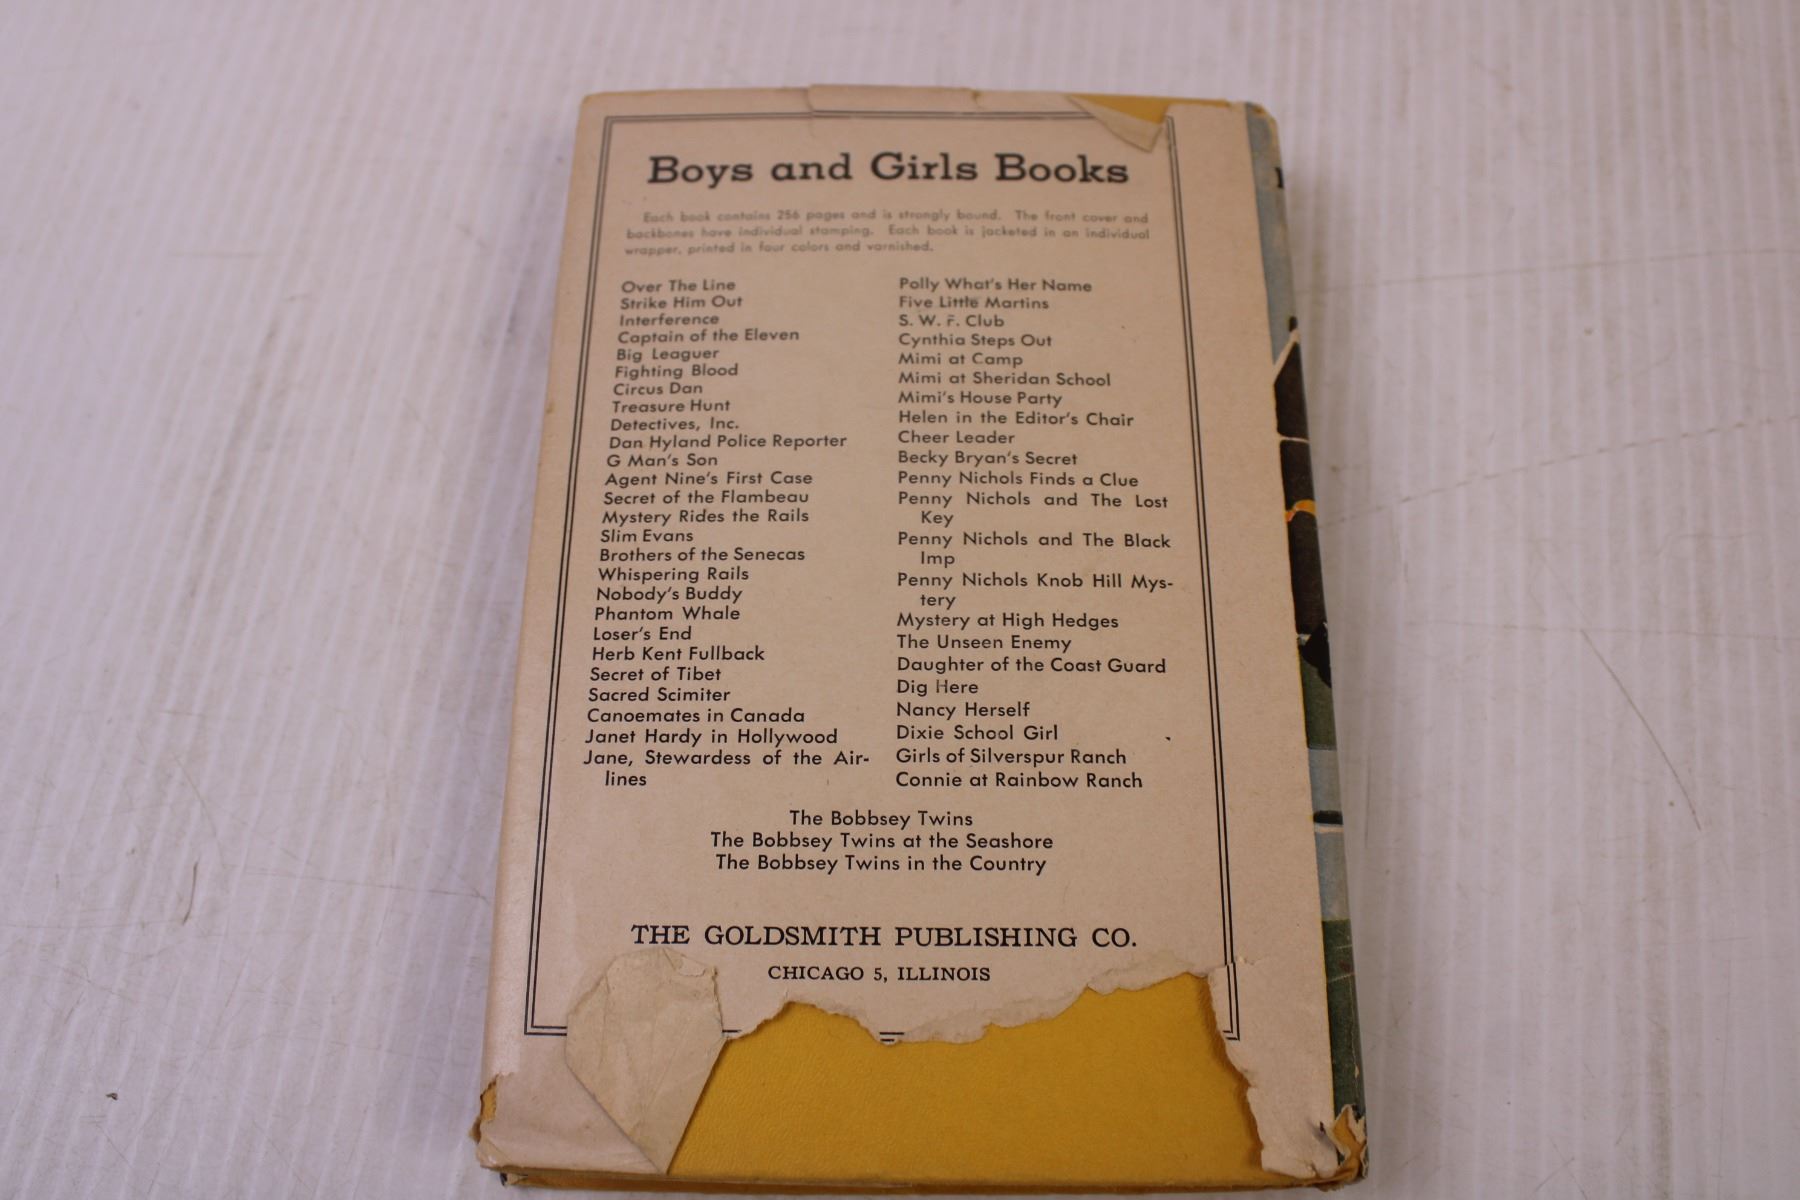 Boys and Girls Books
Each book contains 256 pages and is strongly bound. The front cover and
backbones have individual stamping. Each book is jacketed in an individual
wrapper, printed in four colors and varnished.
Over The Line
Strike Him Out
Interference
Captain of the Eleven
Big Leaguer
Fighting Blood
Circus Dan
Treasure Hunt
Detectives, Inc.
Dan Hyland Police Reporter
G Man's Son
Agent Nine's First Case
Secret of the Flambeau
Mystery Rides the Rails
Slim Evans
Brothers of the Senecas
Whispering Rails
Nobody's Buddy
Phantom Whale
Loser's End
Herb Kent Fullback
Secret of Tibet
Sacred Scimiter
Canoemates in Canada
Janet Hardy in Hollywood
Jane, Stewardess of the Air-
lines
Polly What's Her Name
Five Little Martins
S. W. F. Club
Cynthia Steps Out
Mimi at Camp
Mimi at Sheridan School
Mimi's House Party
Helen in the Editor's Chair
Cheer Leader
Becky Bryan's Secret
Penny Nichols Finds a Clue
Penny Nichols and The Lost
Key
Penny Nichols and The Black
Imp
Penny Nichols Knob Hill Mys-
tery
Mystery at High Hedges
The Unseen Enemy
Daughter of the Coast Guard
Dig Here
Nancy Herself
Dixie School Girl
Girls of Silverspur Ranch
Connie at Rainbow Ranch
The Bobbsey Twins
The Bobbsey Twins at the Seashore
The Bobbsey Twins in the Country
THE GOLDSMITH PUBLISHING CO.
CHICAGO 5, ILLINOIS